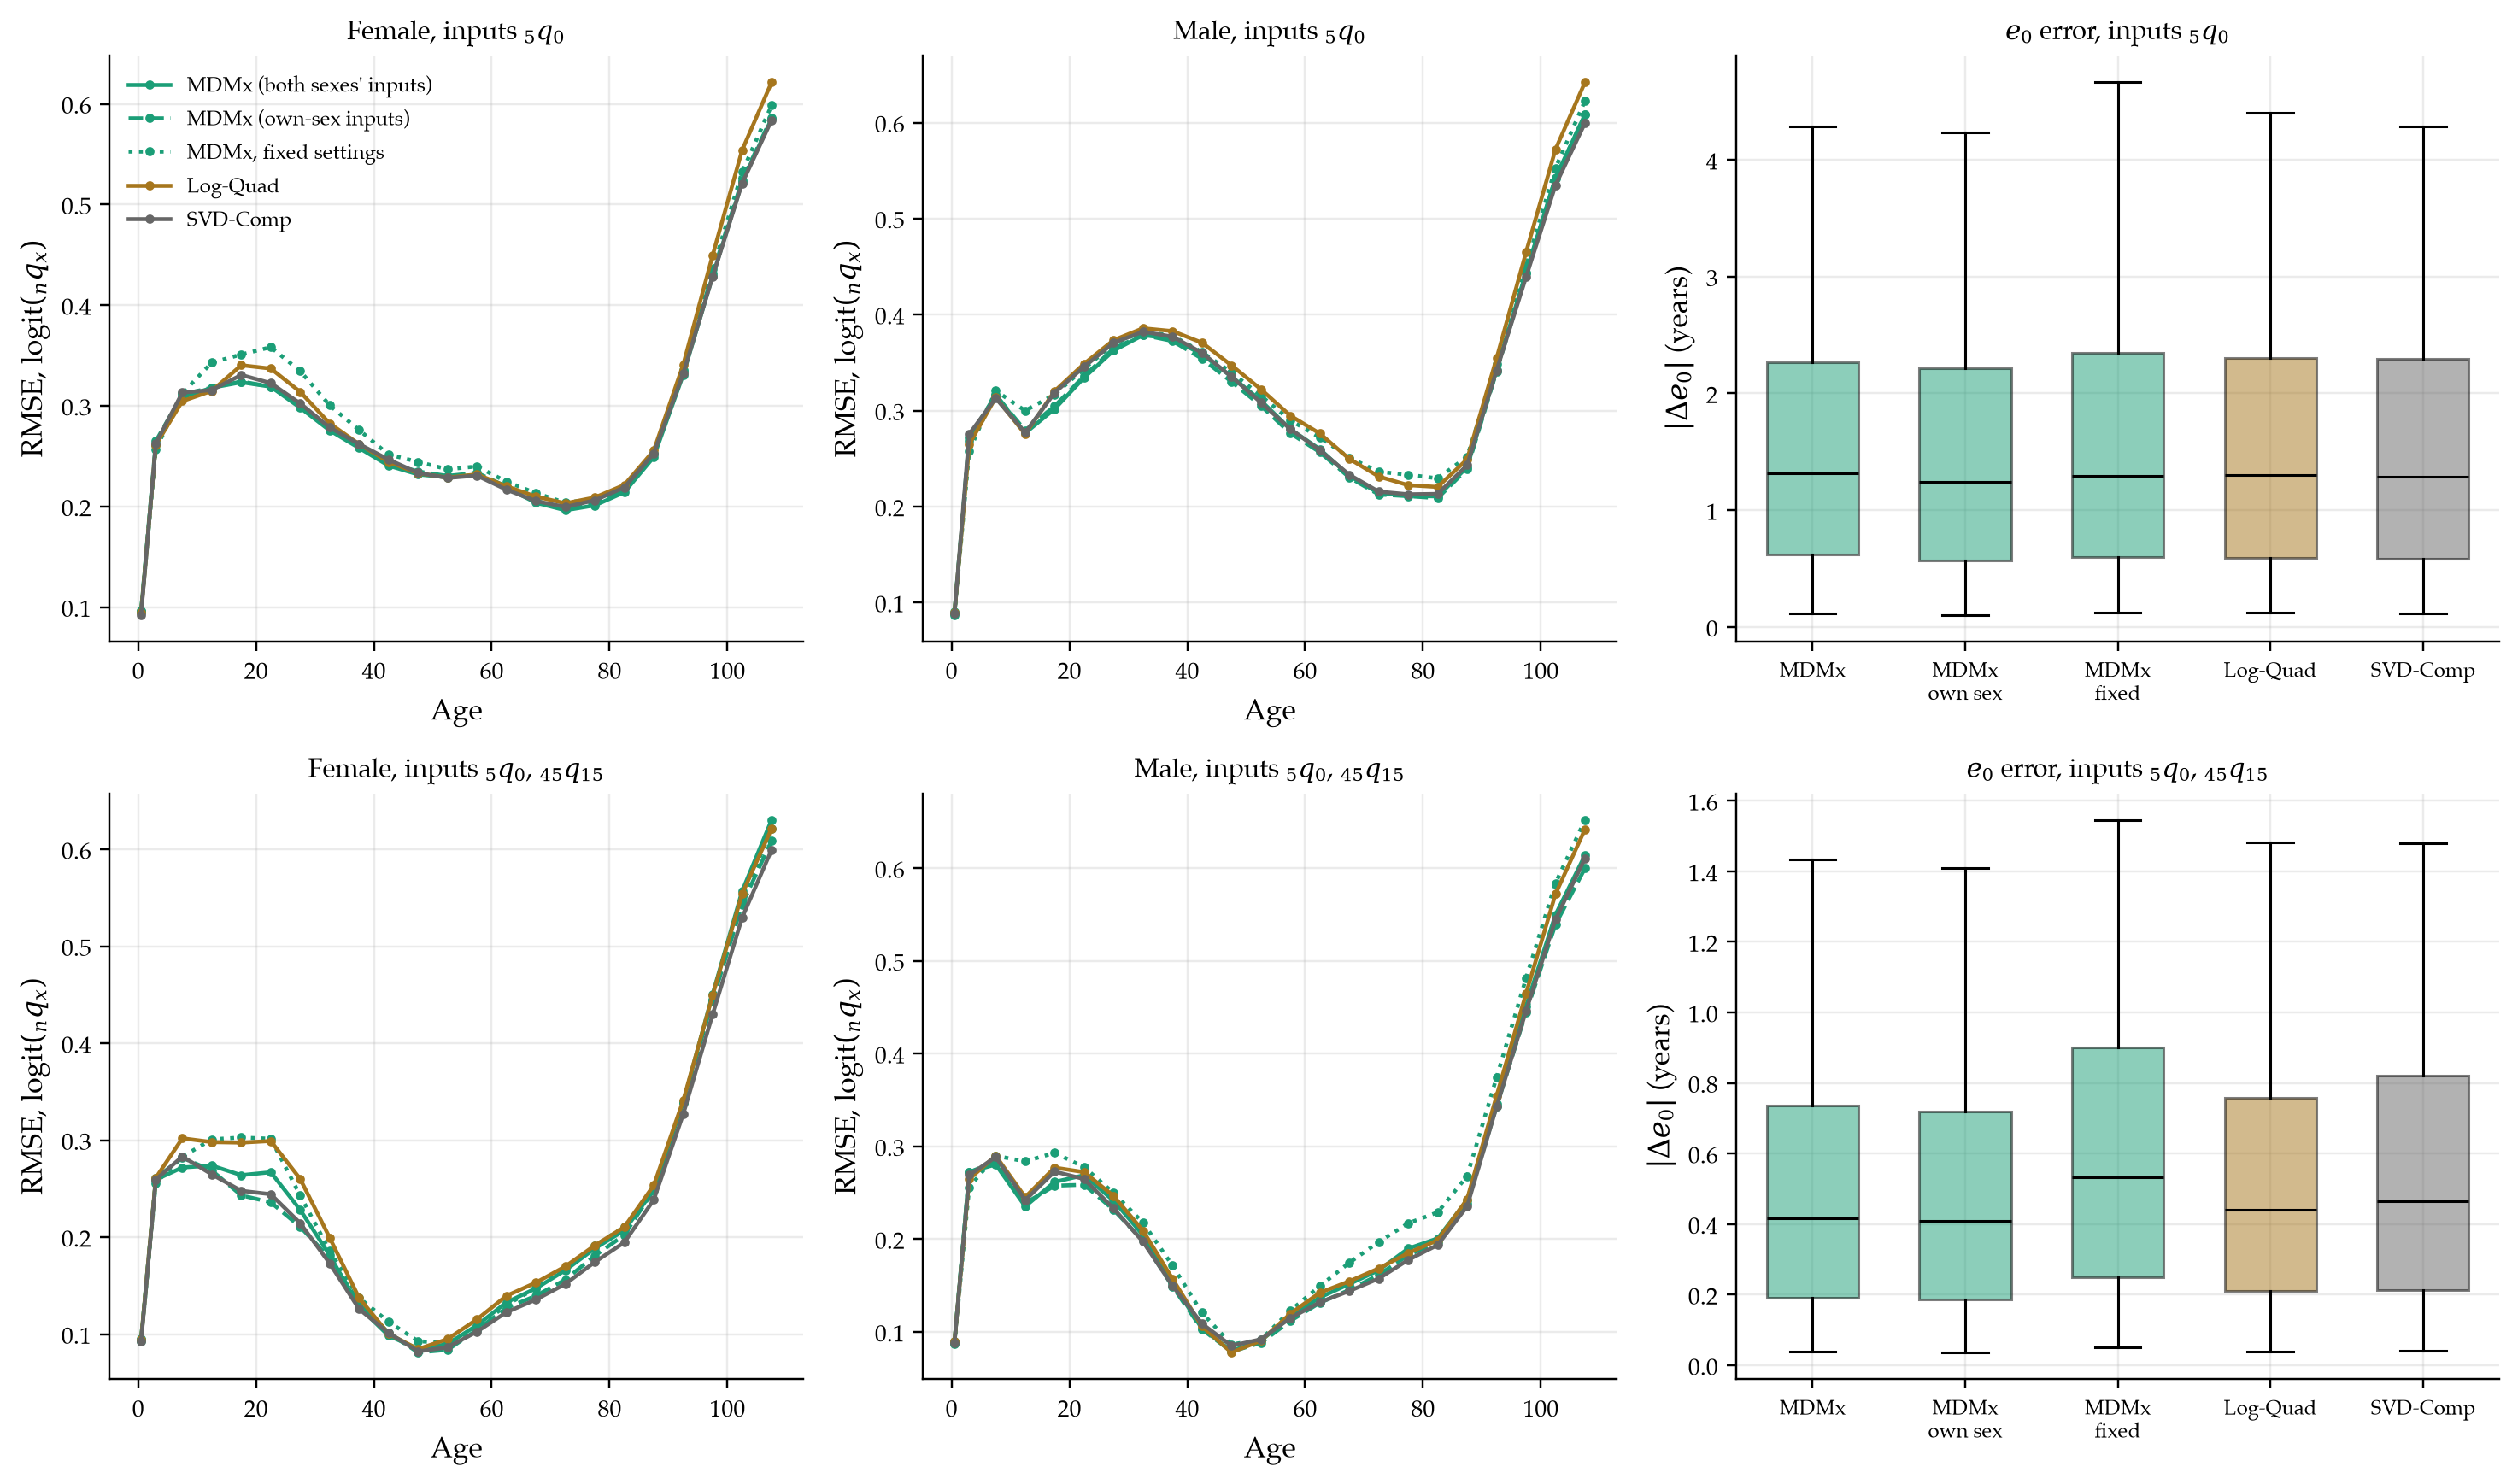 Female, inputs ₅q₀
MDMx (both sexes' inputs)
MDMx (own-sex inputs)
MDMx, fixed settings
Log-Quad
SVD-Comp
RMSE, logit(ₙqₓ)
0.6
0.5
0.4
0.3
0.2
0.1
0 20 40 60 80 100
Age
Male, inputs ₅q₀
RMSE, logit(ₙqₓ)
0.6
0.5
0.4
0.3
0.2
0.1
0 20 40 60 80 100
Age
e₀ error, inputs ₅q₀
|Δe₀| (years)
4
3
2
1
0
MDMx MDMx own sex MDMx fixed Log-Quad SVD-Comp
Female, inputs ₅q₀, ₄₅q₁₅
RMSE, logit(ₙqₓ)
0.6
0.5
0.4
0.3
0.2
0.1
0 20 40 60 80 100
Age
Male, inputs ₅q₀, ₄₅q₁₅
RMSE, logit(ₙqₓ)
0.6
0.5
0.4
0.3
0.2
0.1
0 20 40 60 80 100
Age
e₀ error, inputs ₅q₀, ₄₅q₁₅
|Δe₀| (years)
1.6
1.4
1.2
1.0
0.8
0.6
0.4
0.2
0.0
MDMx MDMx own sex MDMx fixed Log-Quad SVD-Comp